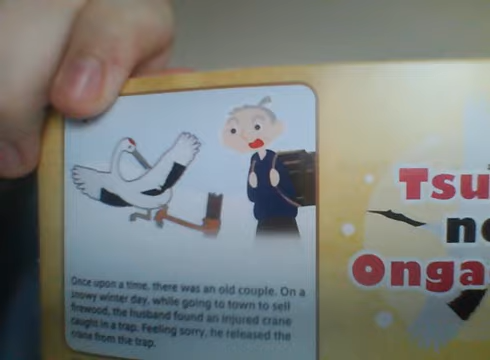 Once upon a time, there was an old couple. On a
snowy winter day, while going to town to sell
firewood, the husband found an injured crane
caught in a trap. Feeling sorry, he released the
crane from the trap.
Tsu
no
Onga